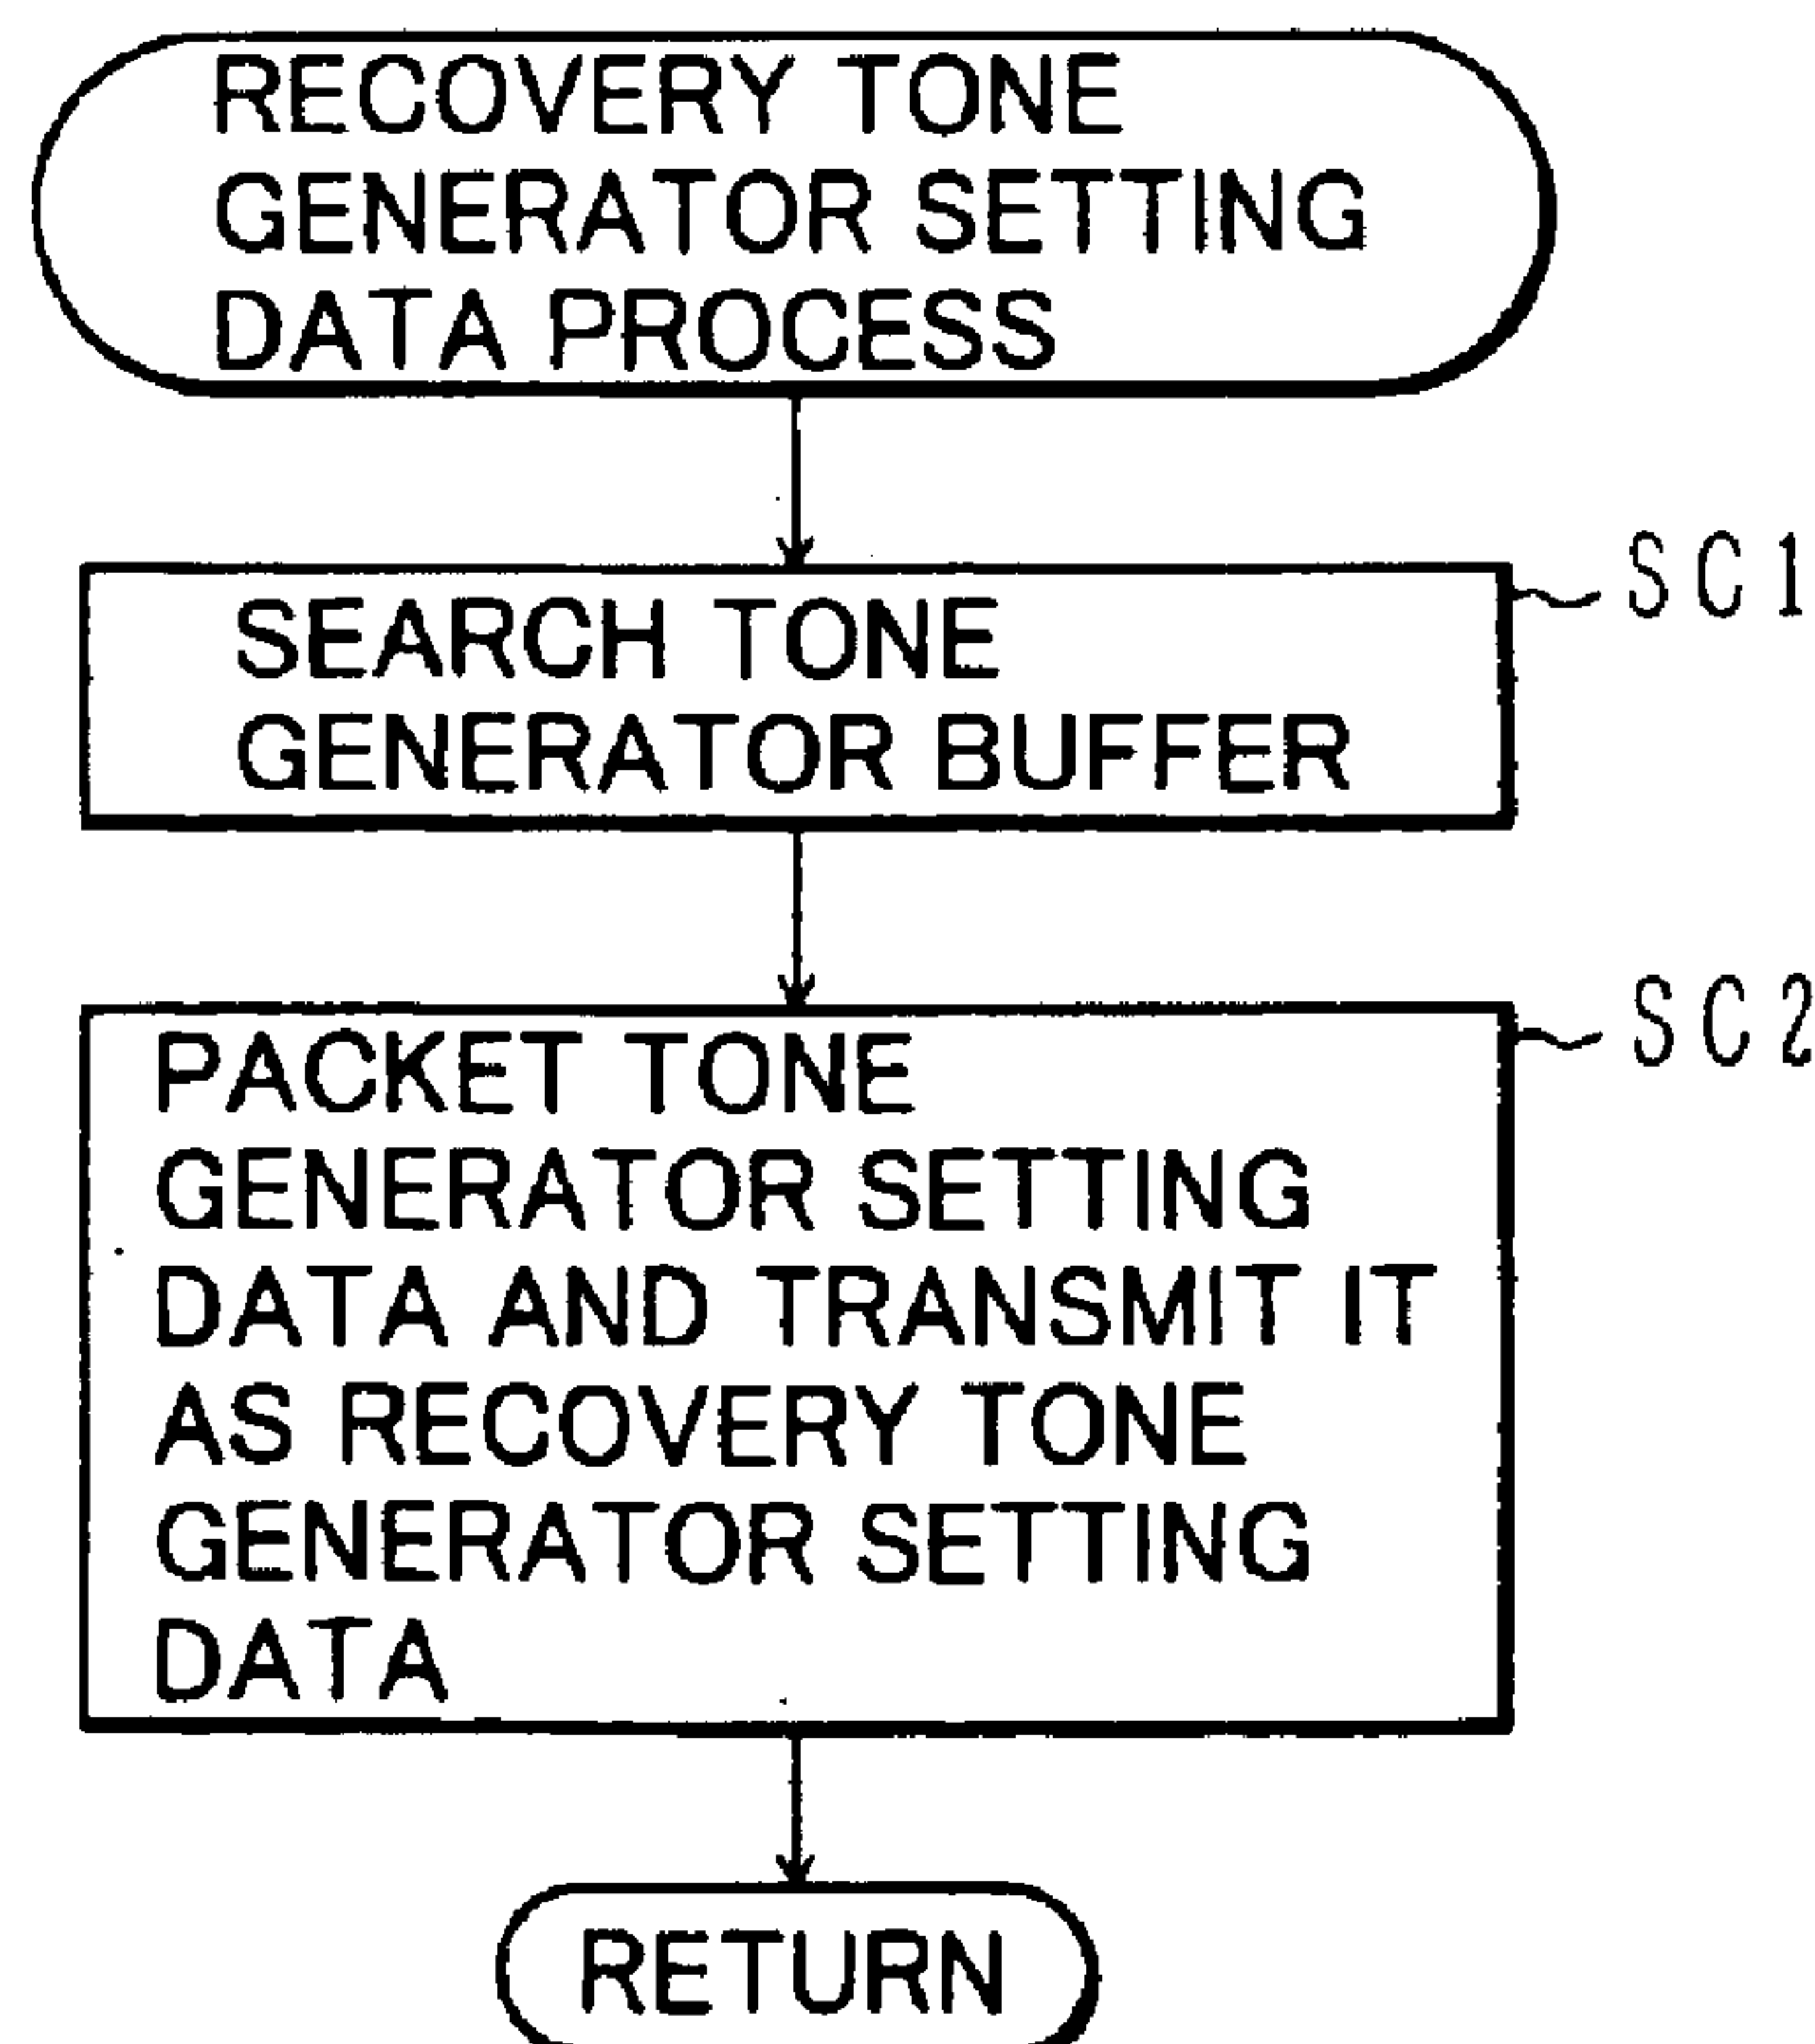 RECOVERY TONE
GENERATOR SETTING
DATA PROCESS
SC1
SEARCH TONE
GENERATOR BUFFER
SC2
PACKET TONE
GENERATOR SETTING
DATA AND TRANSMIT IT
AS RECOVERY TONE
GENERATOR SETTING
DATA
RETURN